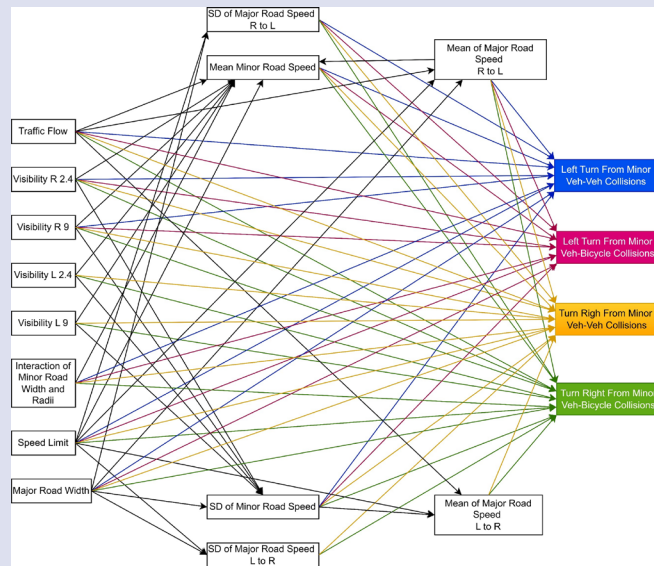 SD of Major Road Speed
R to L
Mean Minor Road Speed
Mean of Major Road
Speed
R to L
Traffic Flow
Visibility R 2.4
Visibility R 9
Visibility L 2.4
Visibility L 9
Interaction of
Minor Road
Width and
Radii
Speed Limit
Major Road Width
Left Turn From Minor
Veh-Veh Collisions
Left Turn From Minor
Veh-Bicycle Collisions
Turn Righ From Minor
Veh-Veh Collisions
Turn Right From Minor
Veh-Bicycle Collisions
SD of Minor Road Speed
Mean of Major Road
Speed
L to R
SD of Major Road Speed
L to R